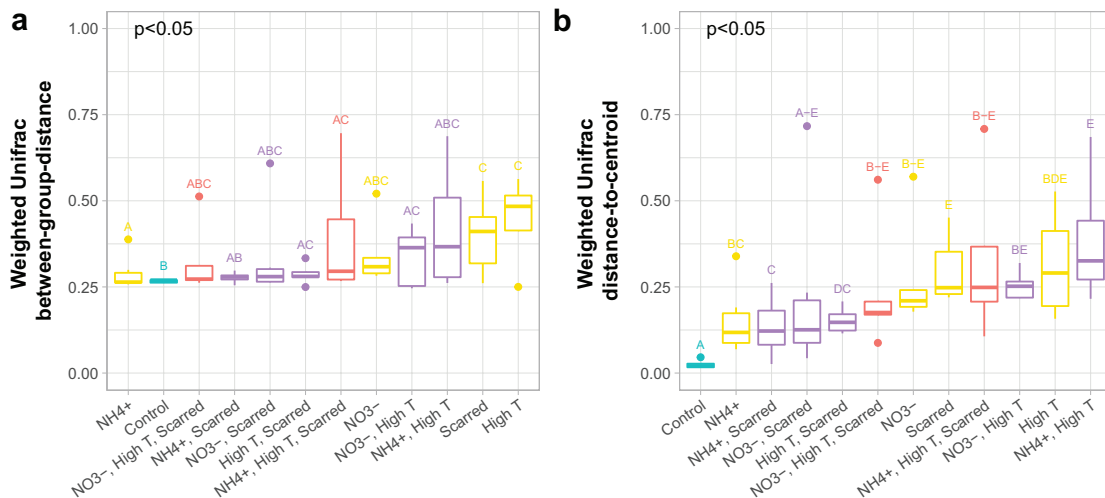 a
p<0.05
Weighted Unifrac
between-group-distance
1.00
0.75
0.50
0.25
0.00
A
B
ABC
AB
ABC
AC
AC
ABC
AC
ABC
C
C
NH4+
Control
NO3−, High T, Scarred
NH4+, Scarred
NO3−, Scarred
High T, Scarred
NH4+, High T, Scarred
NO3−
NO3−, High T
NH4+, High T
Scarred
High T
b
p<0.05
Weighted Unifrac
distance-to-centroid
1.00
0.75
0.50
0.25
0.00
A
BC
C
A−E
DC
B−E
B−E
E
B−E
BE
BDE
E
Control
NH4+
NH4+, Scarred
NO3−, Scarred
High T, Scarred
NO3−, High T, Scarred
NO3−
Scarred
NH4+, High T, Scarred
NO3−, High T
High T
NH4+, High T